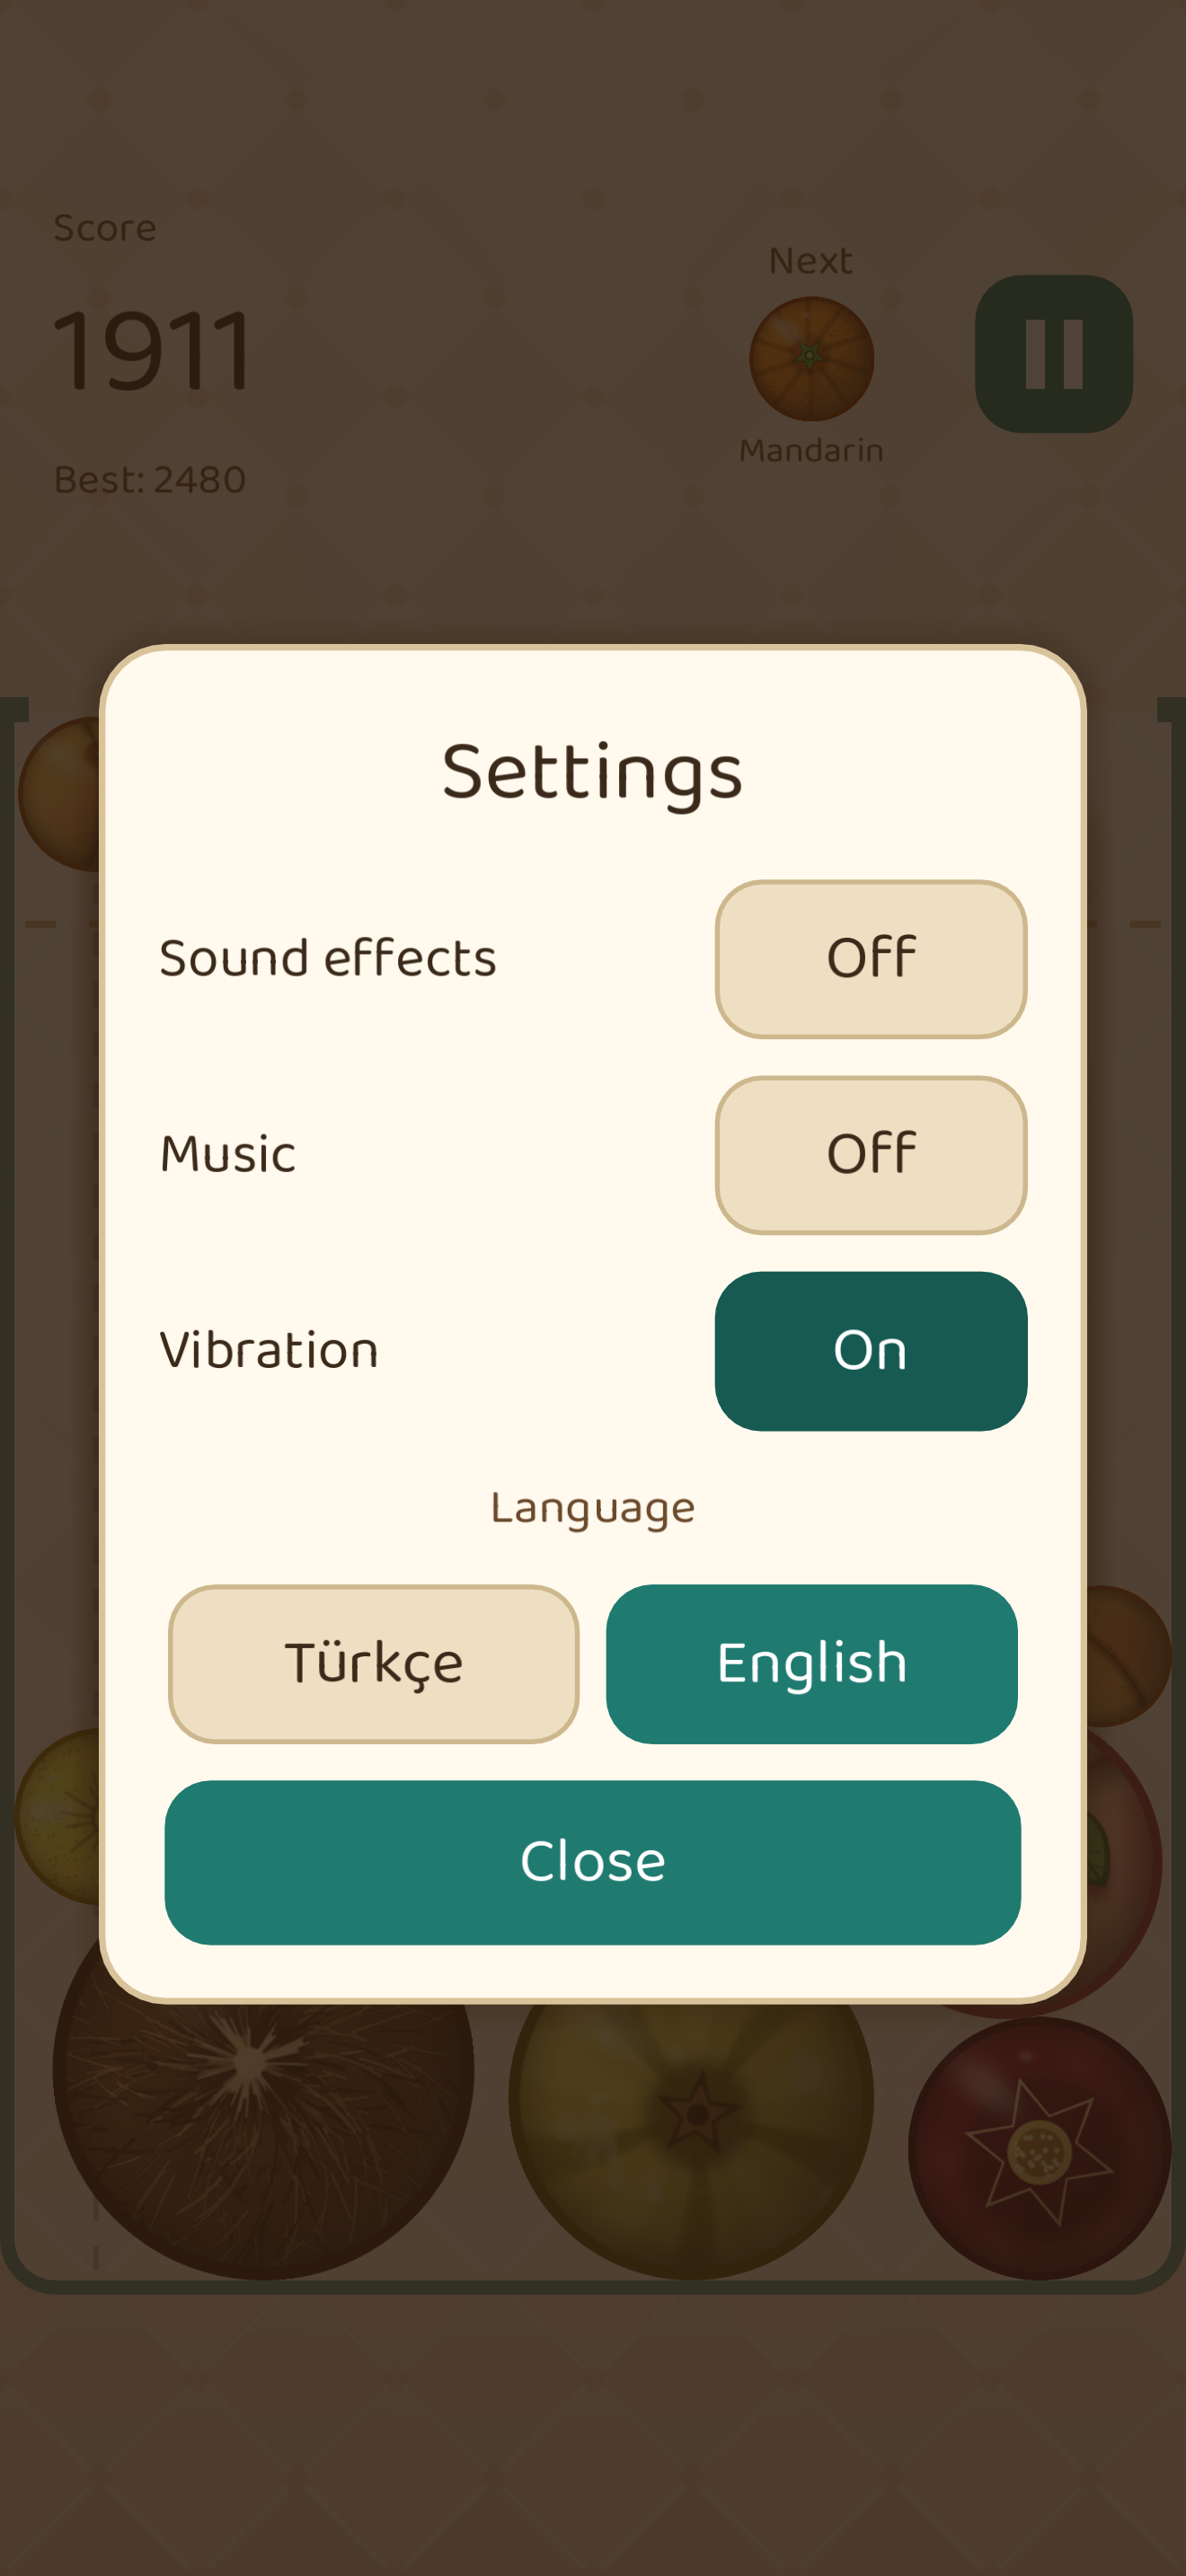 Score
Next
1911
Mandarin
Best: 2480
Settings
Sound effects
Off
Music
Off
Vibration
On
Language
Türkçe
English
Close